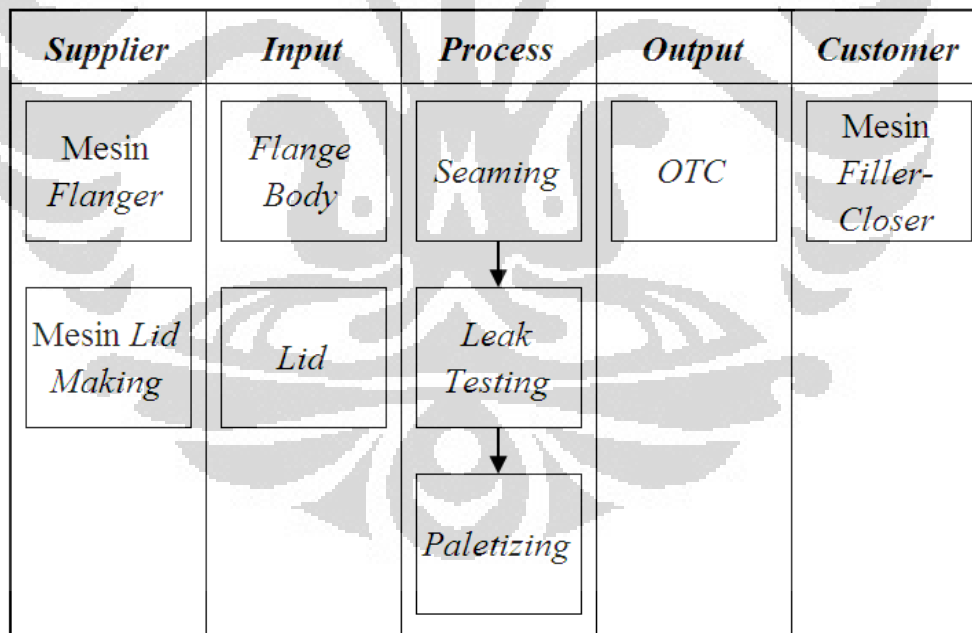 Supplier
Input
Process
Output
Customer
Mesin
Flanger
Flange
Body
Seaming
OTC
Mesin
Filler-
Closer
Mesin Lid
Making
Lid
Leak
Testing
Paletizing